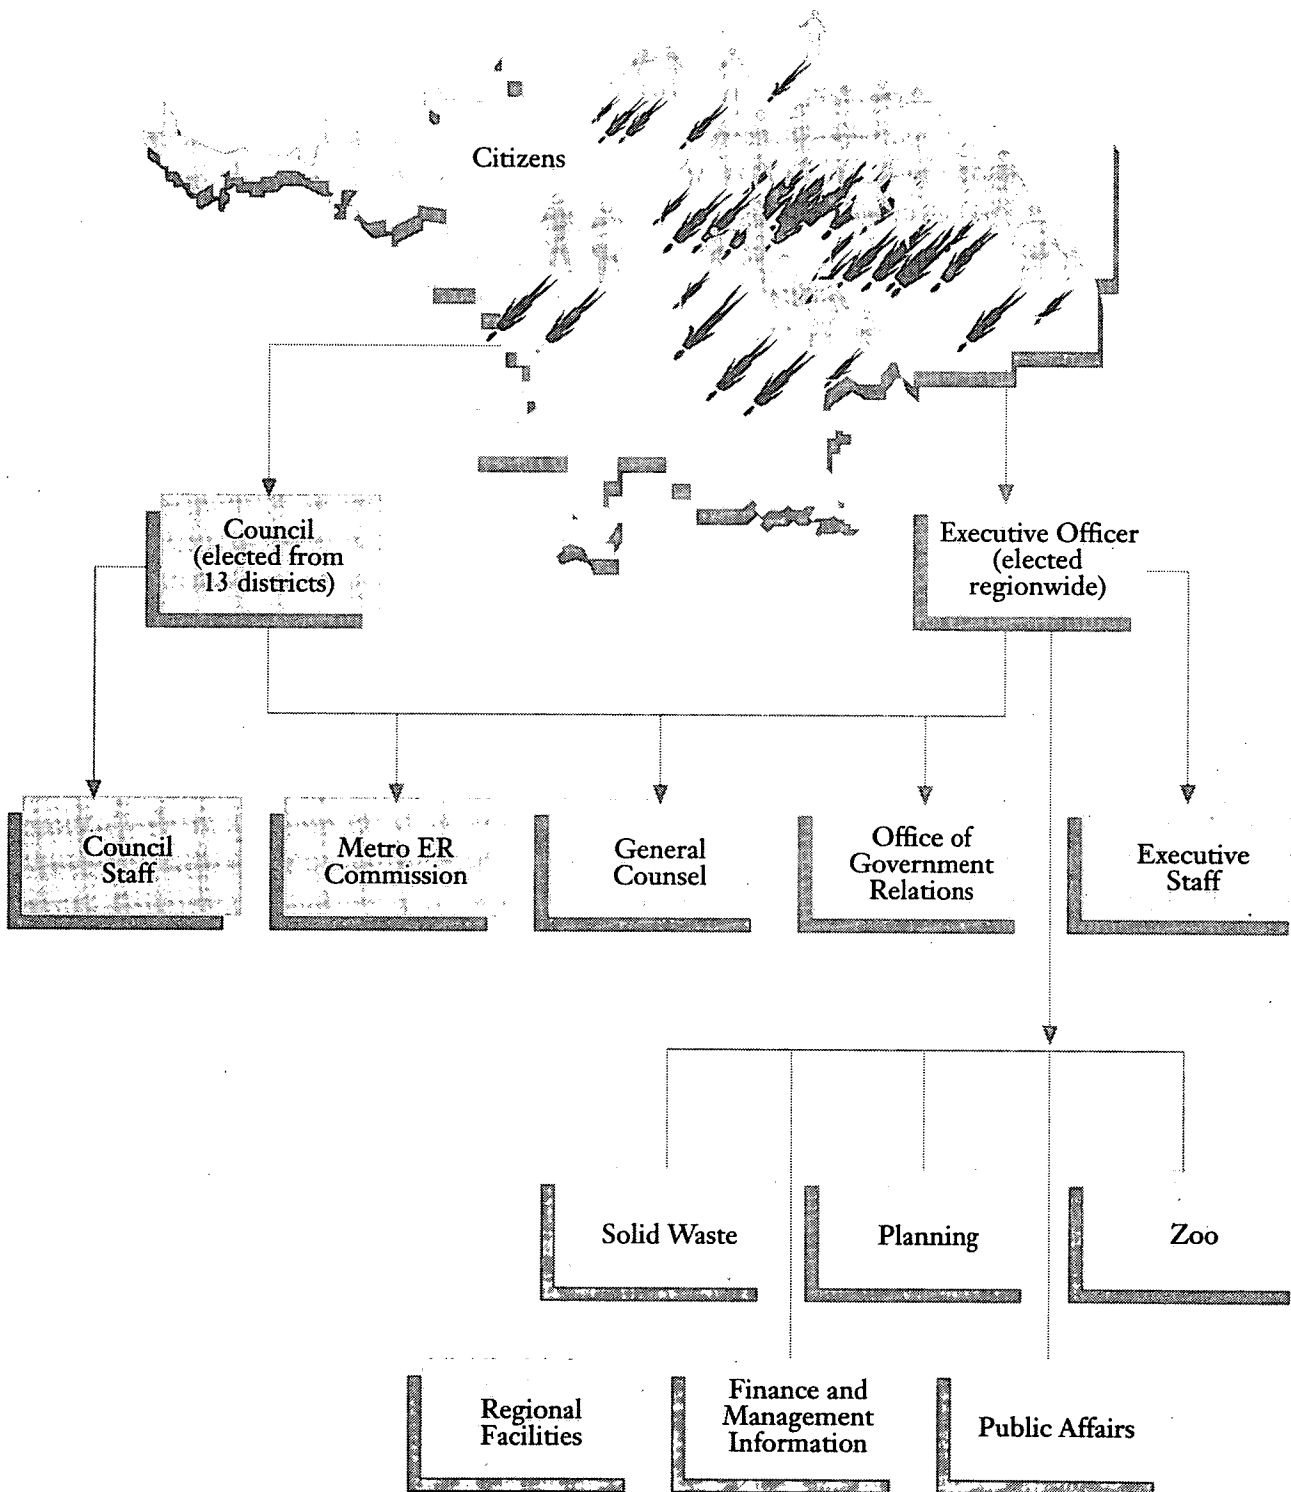 Citizens
Council
(elected from
13 districts)
Executive Officer
(elected
regionwide)
Council
Staff
Metro ER
Commission
General
Counsel
Office of
Government
Relations
Executive
Staff
Solid Waste
Planning
Zoo
Regional
Facilities
Finance and
Management
Information
Public Affairs